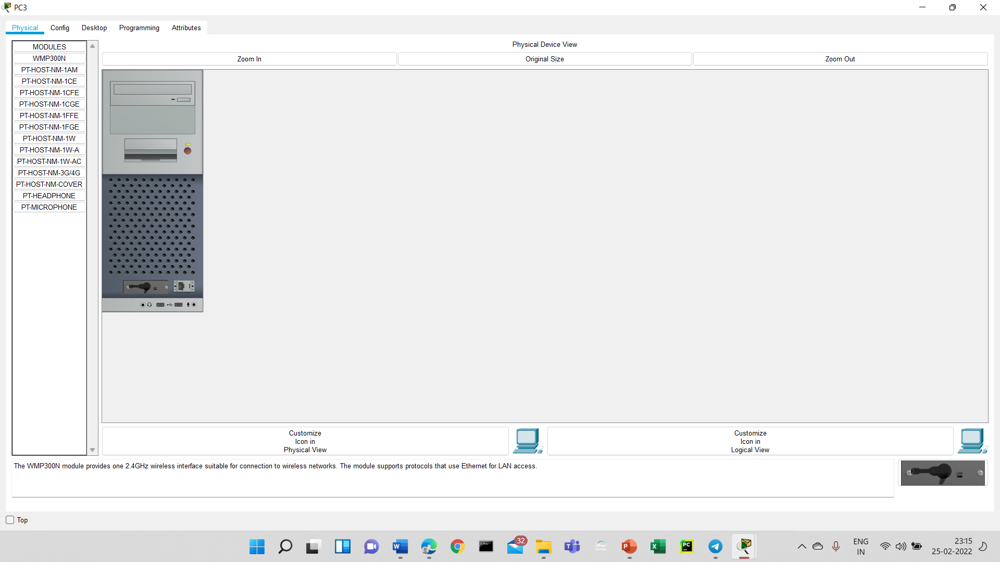 PC3
Physical
Config
Desktop
Programming
Attributes
MODULES
WMP300N
PT-HOST-NM-1AM
PT-HOST-NM-1CE
PT-HOST-NM-1CFE
PT-HOST-NM-1CGE
PT-HOST-NM-1FFE
PT-HOST-NM-1FGE
PT-HOST-NM-1W
PT-HOST-NM-1W-A
PT-HOST-NM-1W-AC
PT-HOST-NM-3G/4G
PT-HOST-NM-COVER
PT-HEADPHONE
PT-MICROPHONE
Physical Device View
Zoom In
Original Size
Zoom Out
Customize
Icon in
Physical View
Customize
Icon in
Logical View
The WMP300N module provides one 2.4GHz wireless interface suitable for connection to wireless networks. The module supports protocols that use Ethernet for LAN access.
LINK
Top
W
32
T
P
X
PC
ENG
IN
23:15
25-02-2022